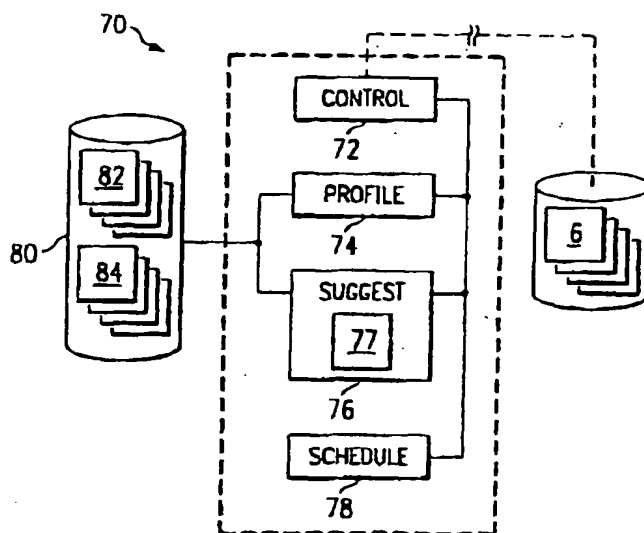 70
CONTROL
72
82
PROFILE
74
6
80
84
SUGGEST
77
76
SCHEDULE
78